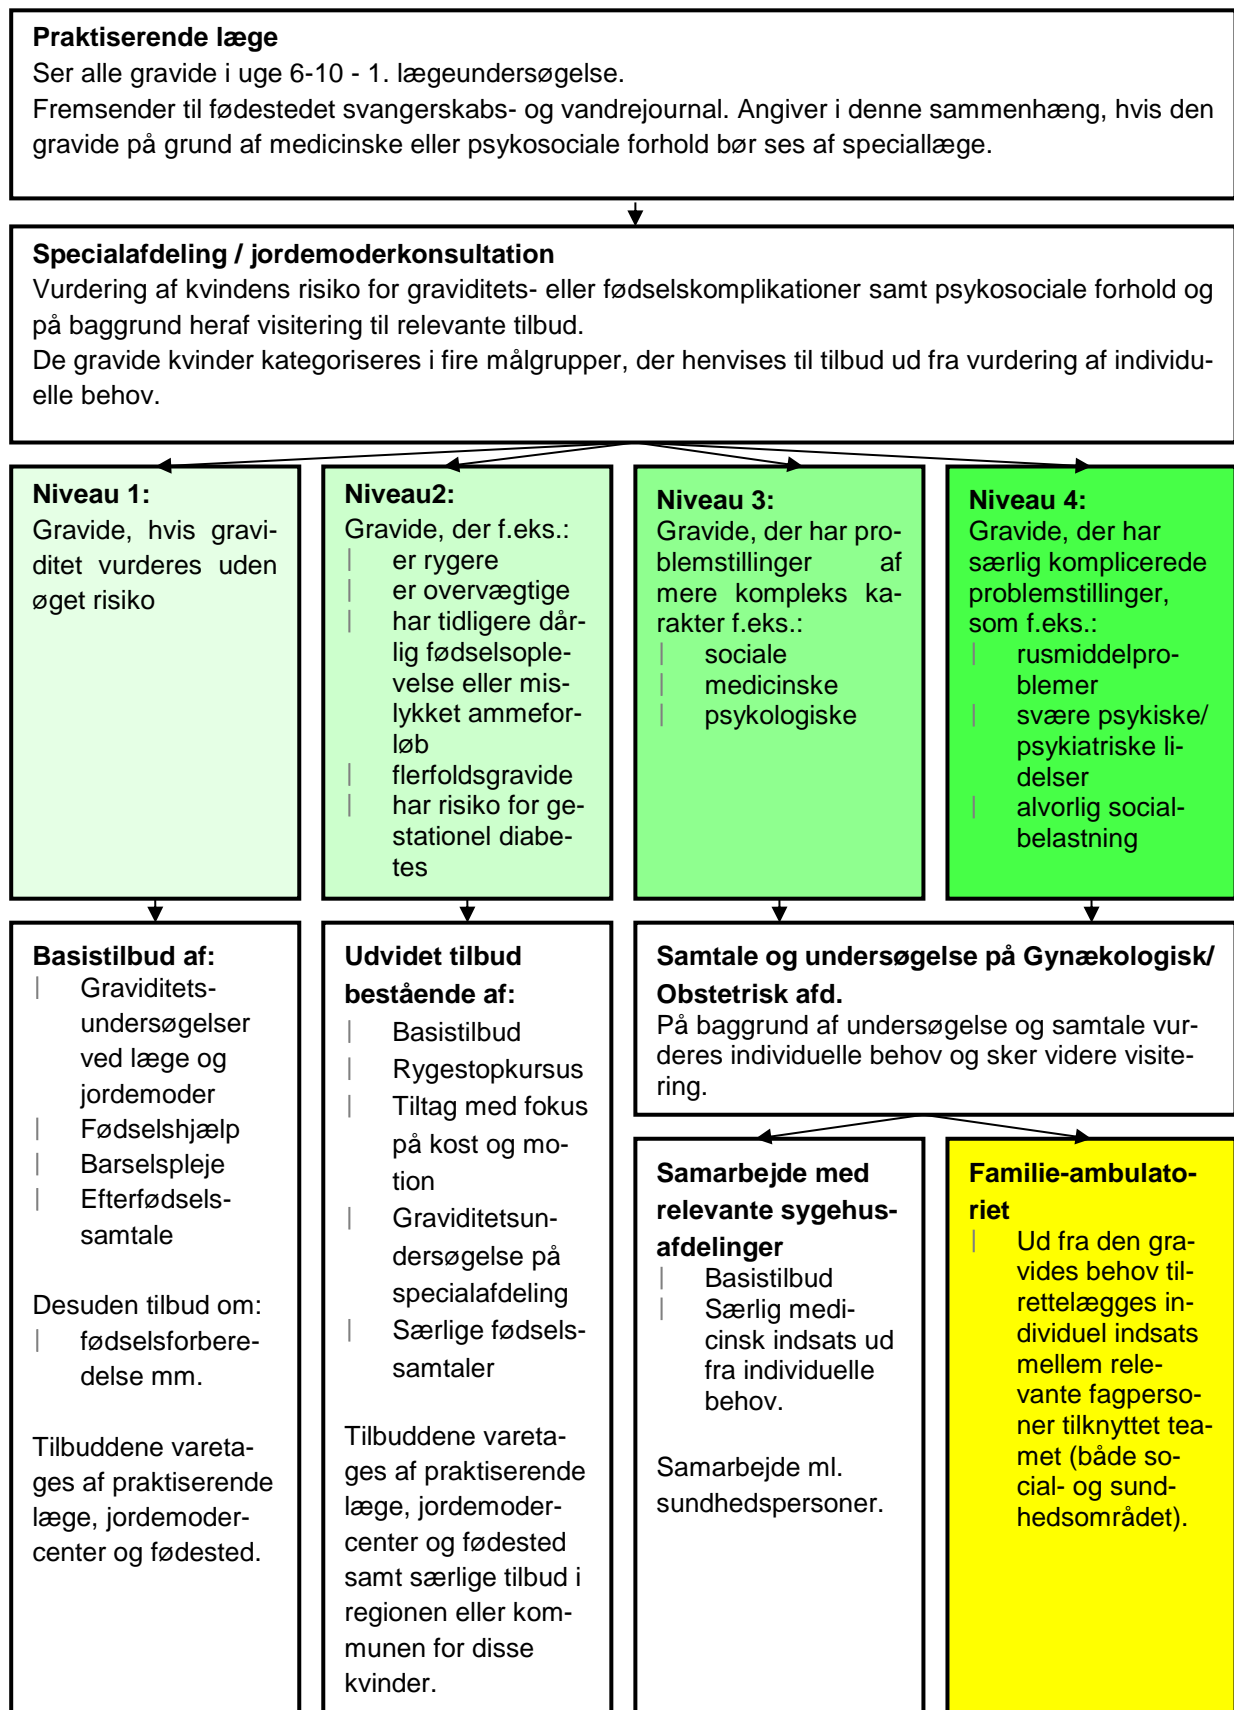 Praktiserende læge
Ser alle gravide i uge 6-10 - 1. lægeundersøgelse.
Fremsender til fødestedet svangerskabs- og vandrejournal. Angiver i denne sammenhæng, hvis den
gravide på grund af medicinske eller psykosociale forhold bør ses af speciallæge.
Specialafdeling / jordemoderkonsultation
Vurdering af kvindens risiko for graviditets- eller fødselskomplikationer samt psykosociale forhold og
på baggrund heraf visitering til relevante tilbud.
De gravide kvinder kategoriseres i fire målgrupper, der henvises til tilbud ud fra vurdering af individu-
elle behov.
Niveau 1:
Gravide, hvis gravi-
ditet vurderes uden
øget risiko
Niveau2:
Gravide, der f.eks.:
| er rygere
| er overvægtige
| har tidligere dår-
lig fødselsople-
velse eller mis-
lykket ammefor-
løb
| flerfoldsgravide
| har risiko for ge-
stationel diabe-
tes
Niveau 3:
Gravide, der har pro-
blemstillinger af
mere kompleks ka-
rakter f.eks.:
| sociale
| medicinske
| psykologiske
Niveau 4:
Gravide, der har
særlig komplicerede
problemstillinger,
som f.eks.:
| rusmiddelpro-
blemer
| svære psykiske/
psykiatriske li-
delser
| alvorlig social-
belastning
Basistilbud af:
| Graviditets-
undersøgelser
ved læge og
jordemoder
| Fødselshjælp
| Barselspleje
| Efterfødsels-
samtale
Desuden tilbud om:
| fødselsforbere-
delse mm.
Tilbuddene vareta-
ges af praktiserende
læge, jordemoder-
center og fødested.
Udvidet tilbud
bestående af:
| Basistilbud
| Rygestopkursus
| Tiltag med fokus
på kost og mo-
tion
| Graviditetsun-
dersøgelse på
specialafdeling
| Særlige fødsels-
samtaler
Tilbuddene vareta-
ges af praktiserende
læge, jordemoder-
center og fødested
samt særlige tilbud i
regionen eller kom-
munen for disse
kvinder.
Samtale og undersøgelse på Gynækologisk/
Obstetrisk afd.
På baggrund af undersøgelse og samtale vur-
deres individuelle behov og sker videre visite-
ring.
Samarbejde med
relevante sygehus-
afdelinger
| Basistilbud
| Særlig medi-
cinsk indsats ud
fra individuelle
behov.
Samarbejde ml.
sundhedspersoner.
Familie-ambulato-
riet
| Ud fra den gra-
vides behov til-
rettelægges in-
dividuel indsats
mellem rele-
vante fagperso-
ner tilknyttet tea-
met (både so-
cial- og sund-
hedsområdet).